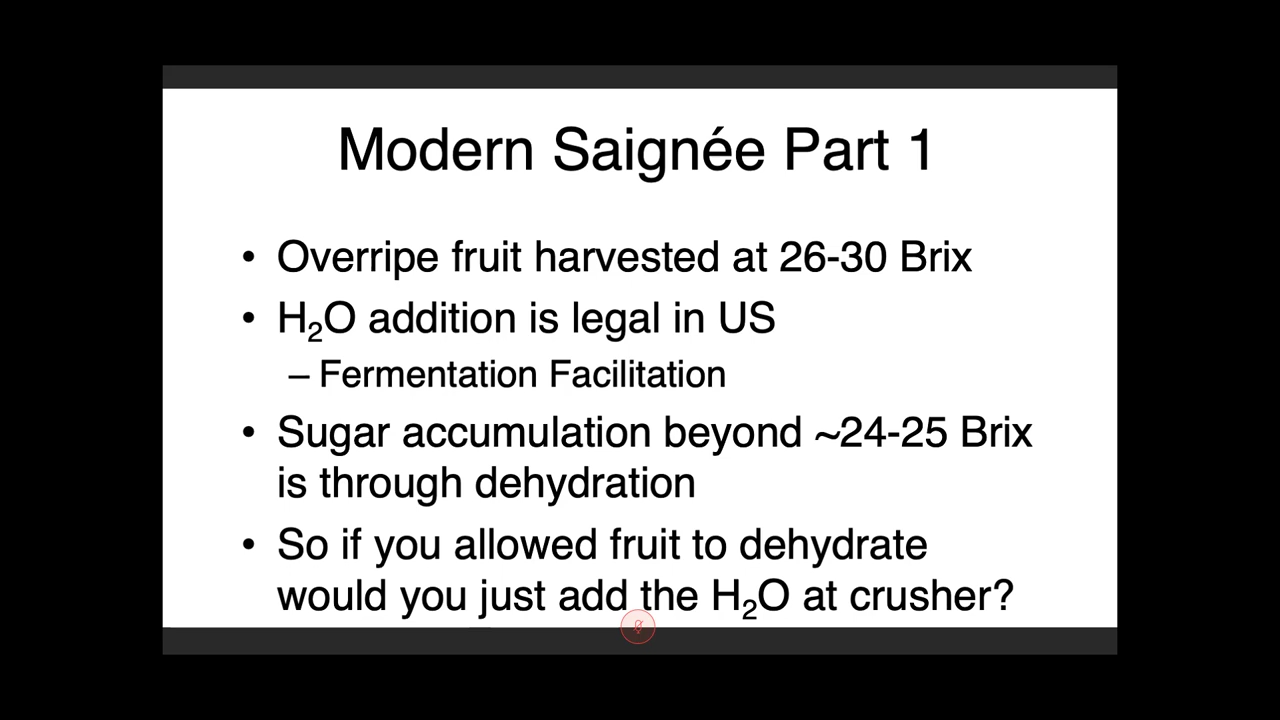 Modern Saignée Part 1
• Overripe fruit harvested at 26-30 Brix
• H₂O addition is legal in US
– Fermentation Facilitation
• Sugar accumulation beyond ~24-25 Brix
is through dehydration
• So if you allowed fruit to dehydrate
would you just add the H₂O at crusher?